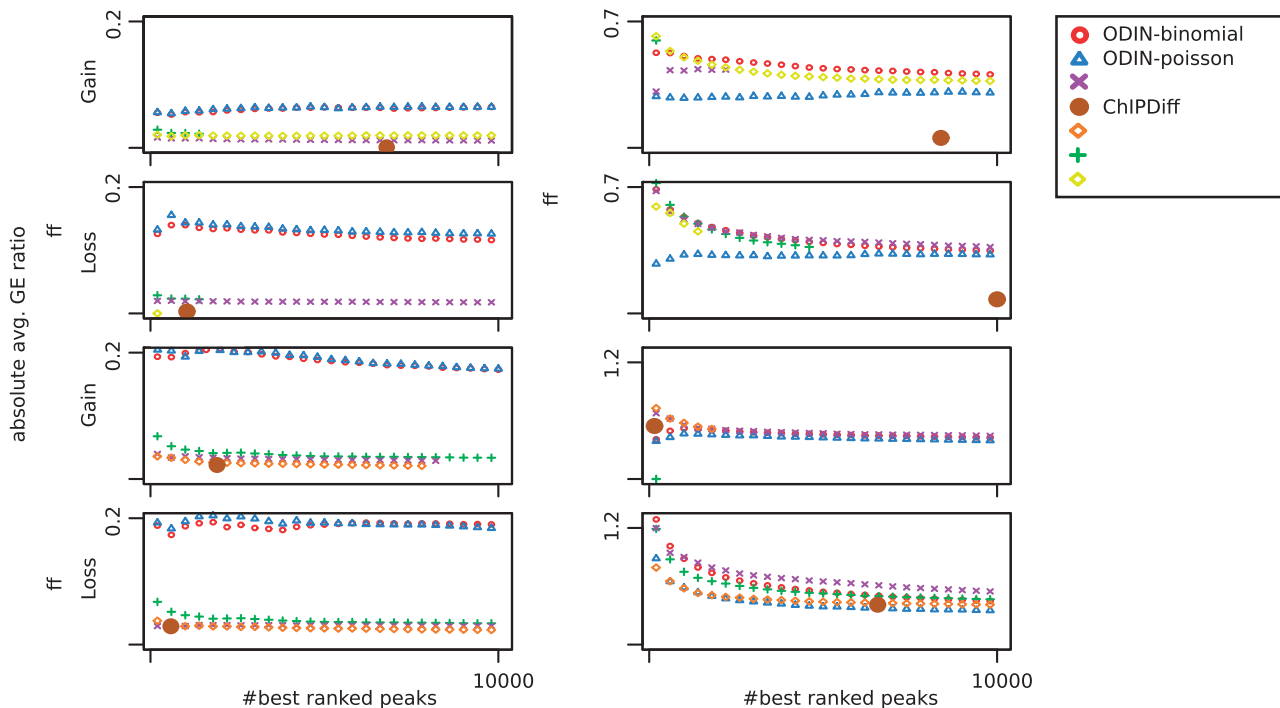 0.2
Gain
0.2
ff
Loss
absolute avg. GE ratio
0.2
Gain
0.2
ff
Loss
10000
#best ranked peaks
0.7
ff
0.7
1.2
1.2
10000
#best ranked peaks
ODIN-binomial
ODIN-poisson
ChIPDiff